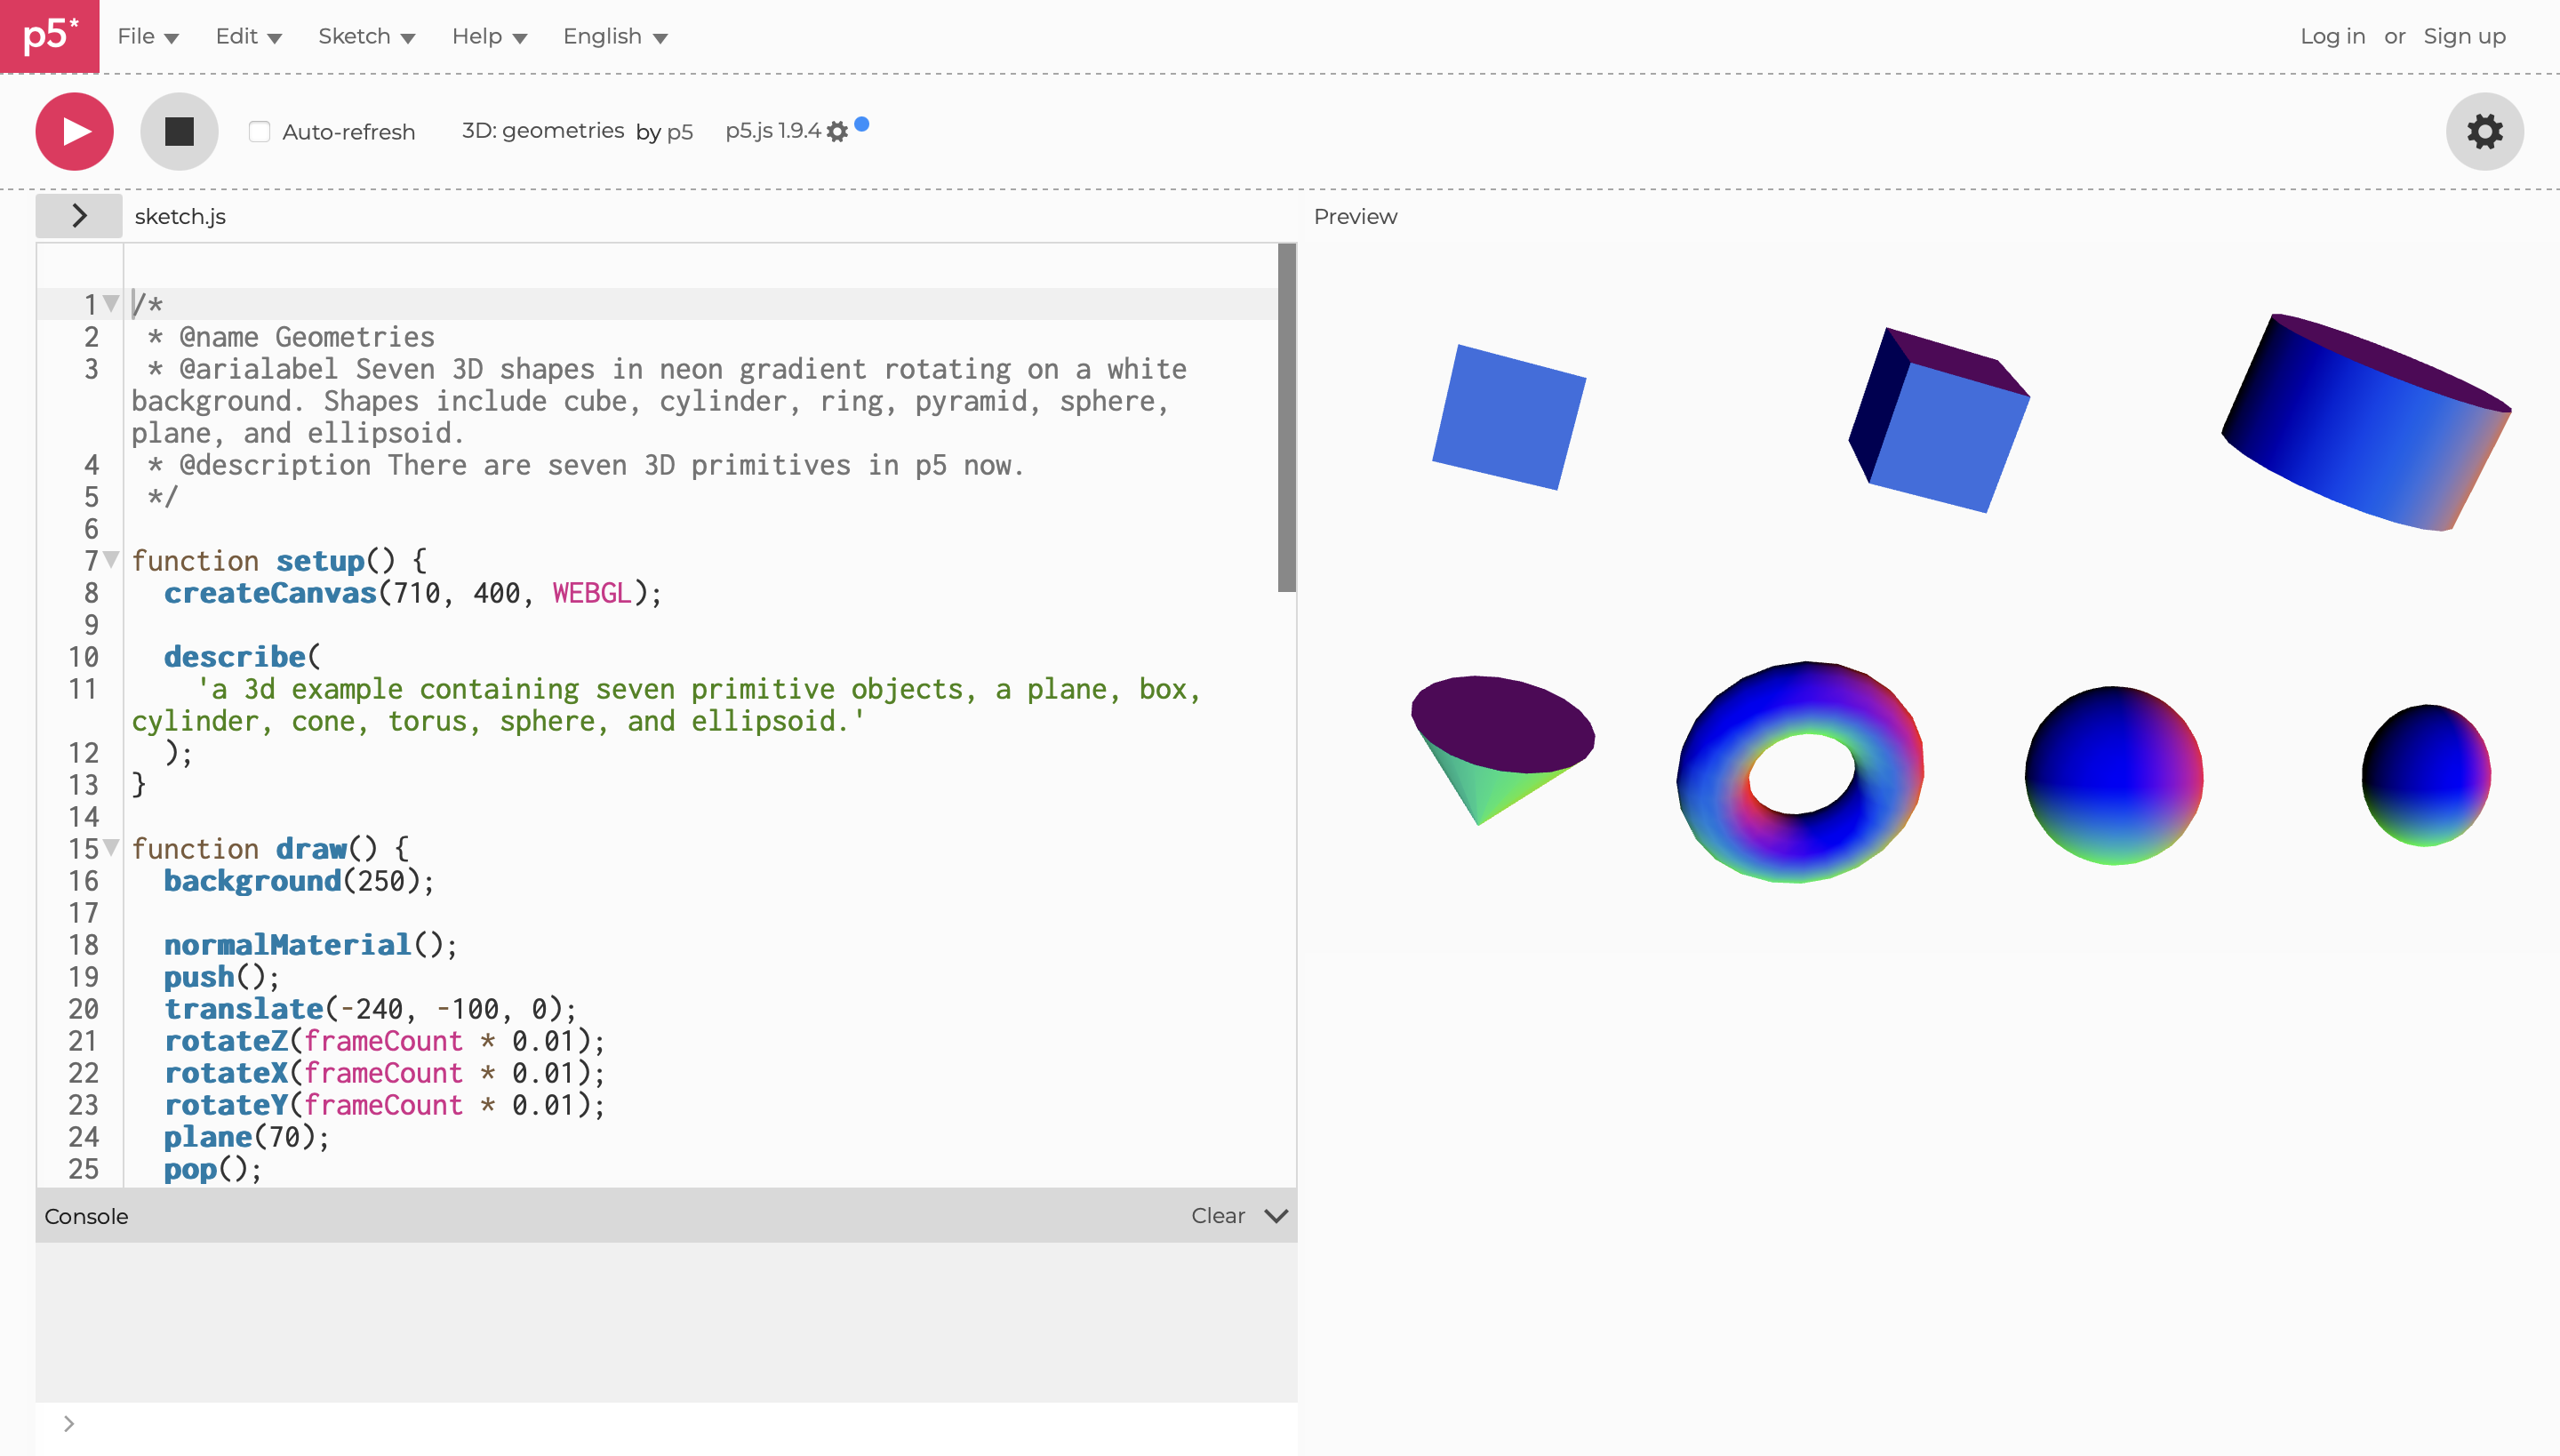 p5* File Edit Sketch Help English Log in or Sign up
Auto-refresh 3D: geometries by p5 p5.js 1.9.4
sketch.js Preview
1 /*
2  * @name Geometries
3  * @arialabel Seven 3D shapes in neon gradient rotating on a white
background. Shapes include cube, cylinder, ring, pyramid, sphere,
plane, and ellipsoid.
4  * @description There are seven 3D primitives in p5 now.
5  */
6
7 function setup() {
8   createCanvas(710, 400, WEBGL);
9
10   describe(
11     'a 3d example containing seven primitive objects, a plane, box,
cylinder, cone, torus, sphere, and ellipsoid.'
12   );
13 }
14
15 function draw() {
16   background(250);
17
18   normalMaterial();
19   push();
20   translate(-240, -100, 0);
21   rotateZ(frameCount * 0.01);
22   rotateX(frameCount * 0.01);
23   rotateY(frameCount * 0.01);
24   plane(70);
25   pop();
Console Clear
>